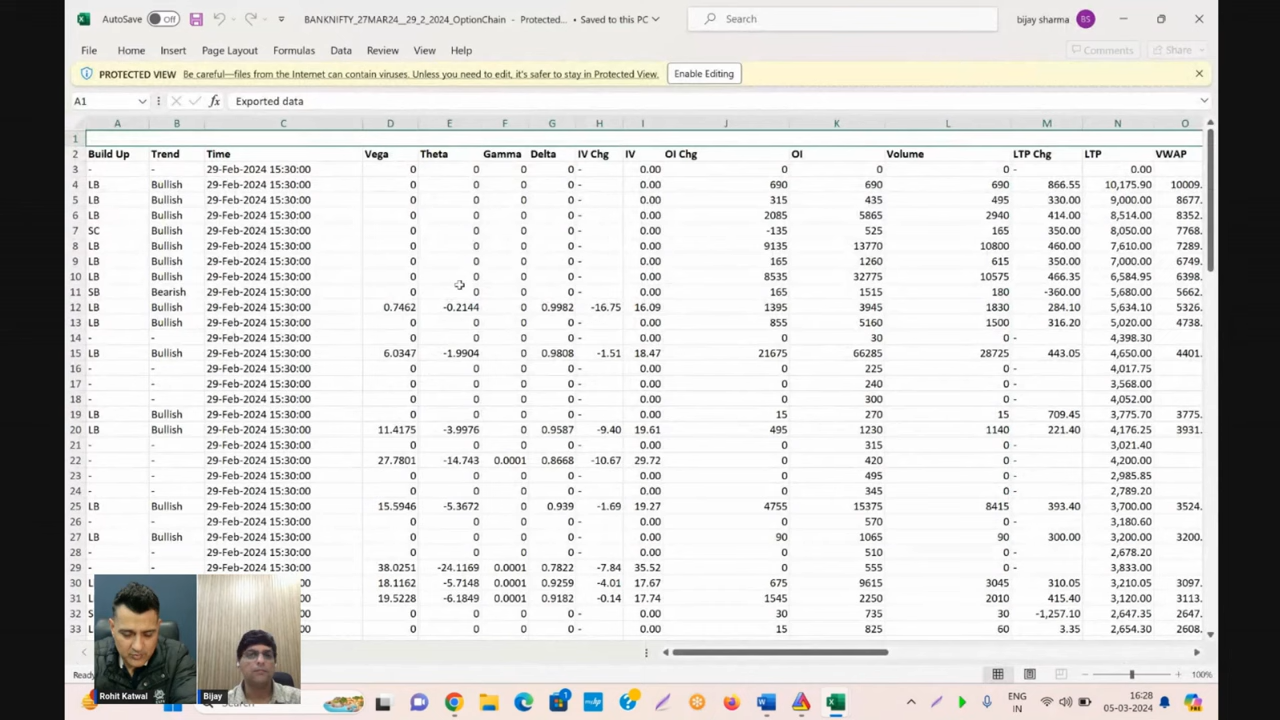 AutoSave Off BANKNIFTY_27MAR24__29_2_2024_OptionChain - Protected... • Saved to this PC Search bijay sharma BS
File Home Insert Page Layout Formulas Data Review View Help Comments Share
PROTECTED VIEW Be careful—files from the Internet can contain viruses. Unless you need to edit, it's safer to stay in Protected View. Enable Editing
A1 fx Exported data
A B C D E F G H I J K L M N O
1
2 Build Up Trend Time Vega Theta Gamma Delta IV Chg IV OI Chg OI Volume LTP Chg LTP VWAP
3 - - 29-Feb-2024 15:30:00 0 0 0 0 - 0.00 0 0 0 - 0.00
4 LB Bullish 29-Feb-2024 15:30:00 0 0 0 0 - 0.00 690 690 690 866.55 10,175.90 10009.
5 LB Bullish 29-Feb-2024 15:30:00 0 0 0 0 - 0.00 315 435 495 330.00 9,000.00 8677.
6 LB Bullish 29-Feb-2024 15:30:00 0 0 0 0 - 0.00 2085 5865 2940 414.00 8,514.00 8352.
7 SC Bullish 29-Feb-2024 15:30:00 0 0 0 0 - 0.00 -135 525 165 350.00 8,050.00 7768.
8 LB Bullish 29-Feb-2024 15:30:00 0 0 0 0 - 0.00 9135 13770 10800 460.00 7,610.00 7289.
9 LB Bullish 29-Feb-2024 15:30:00 0 0 0 0 - 0.00 165 1260 615 350.00 7,000.00 6749.
10 LB Bullish 29-Feb-2024 15:30:00 0 0 0 0 - 0.00 8535 32775 10575 466.35 6,584.95 6398.
11 SB Bearish 29-Feb-2024 15:30:00 0 0 0 0 - 0.00 165 1515 180 -360.00 5,680.00 5662.
12 LB Bullish 29-Feb-2024 15:30:00 0.7462 -0.2144 0 0.9982 -16.75 16.09 1395 3945 1830 284.10 5,634.10 5326.
13 LB Bullish 29-Feb-2024 15:30:00 0 0 0 0 - 0.00 855 5160 1500 316.20 5,020.00 4738.
14 - - 29-Feb-2024 15:30:00 0 0 0 0 - 0.00 0 30 0 - 4,398.30
15 LB Bullish 29-Feb-2024 15:30:00 6.0347 -1.9904 0 0.9808 -1.51 18.47 21675 66285 28725 443.05 4,650.00 4401.
16 - - 29-Feb-2024 15:30:00 0 0 0 0 - 0.00 0 225 0 - 4,017.75
17 - - 29-Feb-2024 15:30:00 0 0 0 0 - 0.00 0 240 0 - 3,568.00
18 - - 29-Feb-2024 15:30:00 0 0 0 0 - 0.00 0 300 0 - 4,052.00
19 LB Bullish 29-Feb-2024 15:30:00 0 0 0 0 - 0.00 15 270 15 709.45 3,775.70 3775.
20 LB Bullish 29-Feb-2024 15:30:00 11.4175 -3.9976 0 0.9587 -9.40 19.61 495 1230 1140 221.40 4,176.25 3931.
21 - - 29-Feb-2024 15:30:00 0 0 0 0 - 0.00 0 315 0 - 3,021.40
22 - - 29-Feb-2024 15:30:00 27.7801 -14.743 0.0001 0.8668 -10.67 29.72 0 420 0 - 4,200.00
23 - - 29-Feb-2024 15:30:00 0 0 0 0 - 0.00 0 495 0 - 2,985.85
24 - - 29-Feb-2024 15:30:00 0 0 0 0 - 0.00 0 345 0 - 2,789.20
25 LB Bullish 29-Feb-2024 15:30:00 15.5946 -5.3672 0 0.939 -1.69 19.27 4755 15375 8415 393.40 3,700.00 3524.
26 - - 29-Feb-2024 15:30:00 0 0 0 0 - 0.00 0 570 0 - 3,180.60
27 LB Bullish 29-Feb-2024 15:30:00 0 0 0 0 - 0.00 90 1065 90 300.00 3,200.00 3200.
28 - - 29-Feb-2024 15:30:00 0 0 0 0 - 0.00 0 510 0 - 2,678.20
29 - - 29-Feb-2024 15:30:00 38.0251 -24.1169 0.0001 0.7822 -7.84 35.52 0 555 0 - 3,833.00
30 L 18.1162 -5.7148 0.0001 0.9259 -4.01 17.67 675 9615 3045 310.05 3,210.05 3097.
31 L 19.5228 -6.1849 0.0001 0.9182 -0.14 17.74 1545 2250 2010 415.40 3,120.00 3113.
32 S 0 0 0 0 - 0.00 30 735 30 -1,257.10 2,647.35 2647.
33 0 0 0 0 - 0.00 15 825 60 3.35 2,654.30 2608.
Rohit Katwal Bijay
100%
ENG 16:28
IN 05-03-2024